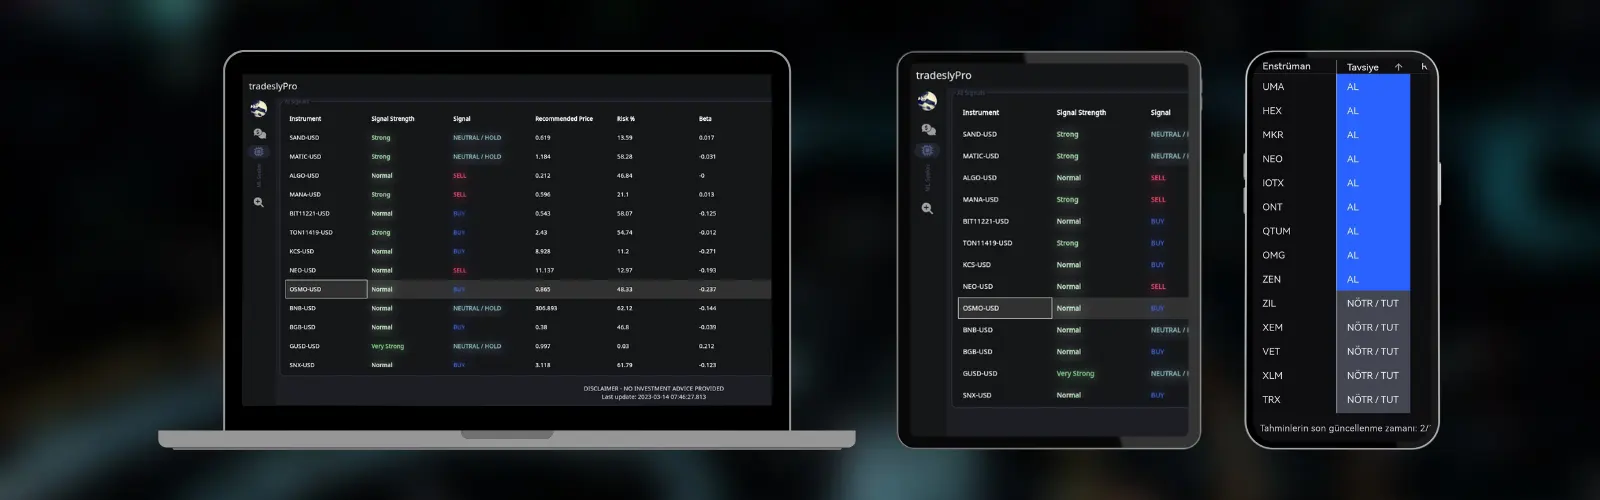 tradeslyPro
Instrument Signal Strength Signal Recommended Price Risk % Beta
SAND-USD Strong NEUTRAL / HOLD 0.619 13.59 0.017
MATIC-USD Strong NEUTRAL / HOLD 1.184 58.28 -0.031
ALGO-USD Normal SELL 0.212 46.84 -0
MANA-USD Strong SELL 0.596 21.1 0.013
BIT11221-USD Normal BUY 0.543 58.07 -0.125
TON11419-USD Strong BUY 2.43 54.74 -0.012
KCS-USD Normal BUY 8.928 11.2 -0.271
NEO-USD Normal SELL 11.137 12.97 -0.193
OSMO-USD Normal BUY 0.865 48.33 -0.237
BNB-USD Normal NEUTRAL / HOLD 306.893 62.12 -0.144
BGB-USD Normal BUY 0.38 46.8 -0.039
GUSD-USD Very Strong NEUTRAL / HOLD 0.997 0.03 0.212
SNX-USD Normal BUY 3.118 61.79 -0.123
DISCLAIMER - NO INVESTMENT ADVICE PROVIDED
Last update: 2023-03-14 07:46:27.813
tradeslyPro
Instrument Signal Strength Signal
SAND-USD Strong NEUTRAL /
MATIC-USD Strong NEUTRAL /
ALGO-USD Normal SELL
MANA-USD Strong SELL
BIT11221-USD Normal BUY
TON11419-USD Strong BUY
KCS-USD Normal BUY
NEO-USD Normal SELL
OSMO-USD Normal BUY
BNB-USD Normal NEUTRAL /
BGB-USD Normal BUY
GUSD-USD Very Strong NEUTRAL /
SNX-USD Normal BUY
Enstrüman Tavsiye ↑
UMA AL
HEX AL
MKR AL
NEO AL
IOTX AL
ONT AL
QTUM AL
OMG AL
ZEN AL
ZIL NÖTR / TUT
XEM NÖTR / TUT
VET NÖTR / TUT
XLM NÖTR / TUT
TRX NÖTR / TUT
Tahminlerin son güncellenme zamanı: 2/